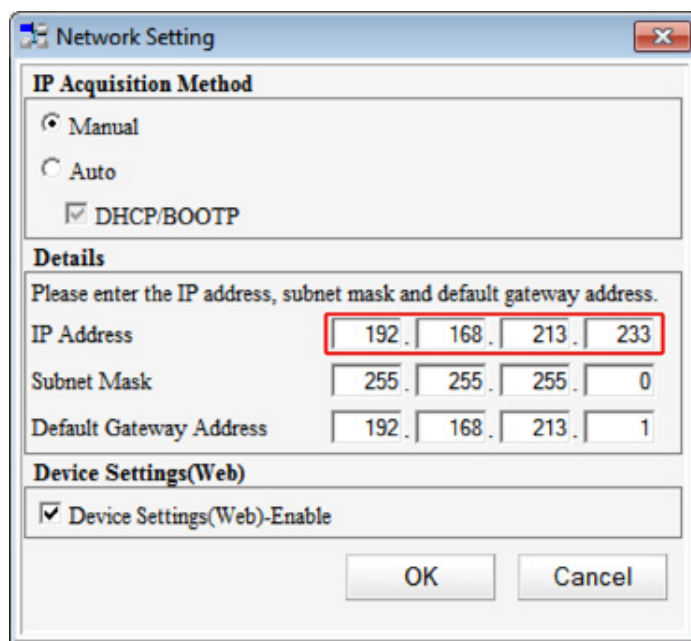 Network Setting
IP Acquisition Method
Manual
Auto
DHCP/BOOTP
Details
Please enter the IP address, subnet mask and default gateway address.
IP Address 192. 168. 213. 233
Subnet Mask 255. 255. 255. 0
Default Gateway Address 192. 168. 213. 1
Device Settings(Web)
Device Settings(Web)-Enable
OK Cancel